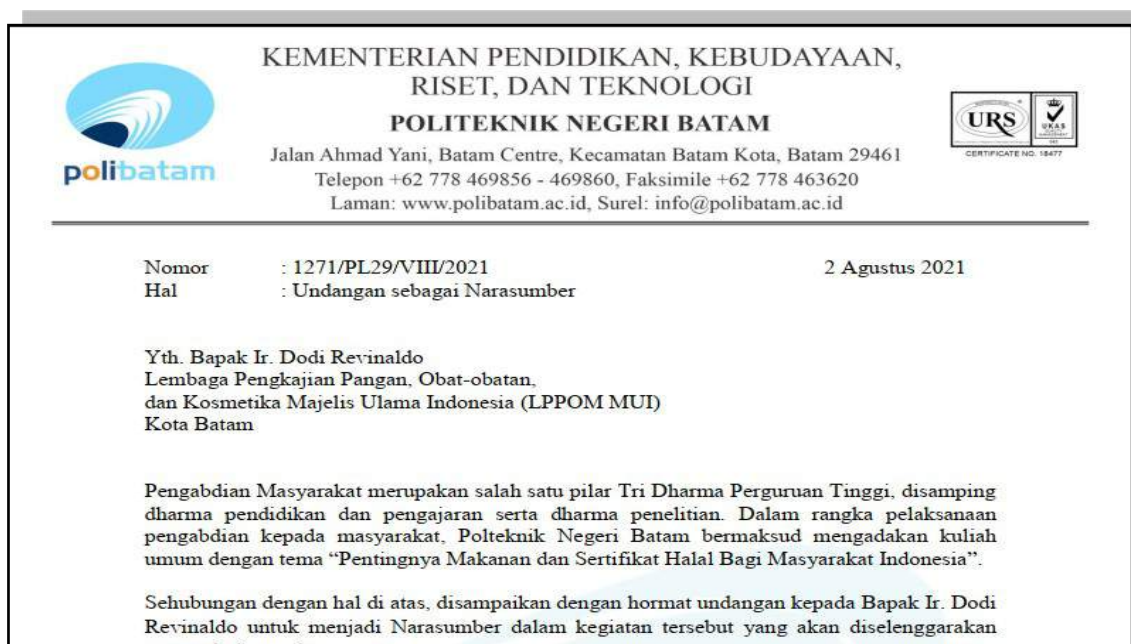 KEMENTERIAN PENDIDIKAN, KEBUDAYAAN,
RISET, DAN TEKNOLOGI
POLITEKNIK NEGERI BATAM
Jalan Ahmad Yani, Batam Centre, Kecamatan Batam Kota, Batam 29461
Telepon +62 778 469856 - 469860, Faksimile +62 778 463620
Laman: www.polibatam.ac.id, Surel: info@polibatam.ac.id
polibatam
URS
UKAS
CERTIFICATE NO. 18477
Nomor : 1271/PL29/VIII/2021 2 Agustus 2021
Hal : Undangan sebagai Narasumber
Yth. Bapak Ir. Dodi Revinaldo
Lembaga Pengkajian Pangan, Obat-obatan,
dan Kosmetika Majelis Ulama Indonesia (LPPOM MUI)
Kota Batam
Pengabdian Masyarakat merupakan salah satu pilar Tri Dharma Perguruan Tinggi, disamping
dharma pendidikan dan pengajaran serta dharma penelitian. Dalam rangka pelaksanaan
pengabdian kepada masyarakat, Polteknik Negeri Batam bermaksud mengadakan kuliah
umum dengan tema “Pentingnya Makanan dan Sertifikat Halal Bagi Masyarakat Indonesia”.
Sehubungan dengan hal di atas, disampaikan dengan hormat undangan kepada Bapak Ir. Dodi
Revinaldo untuk menjadi Narasumber dalam kegiatan tersebut yang akan diselenggarakan